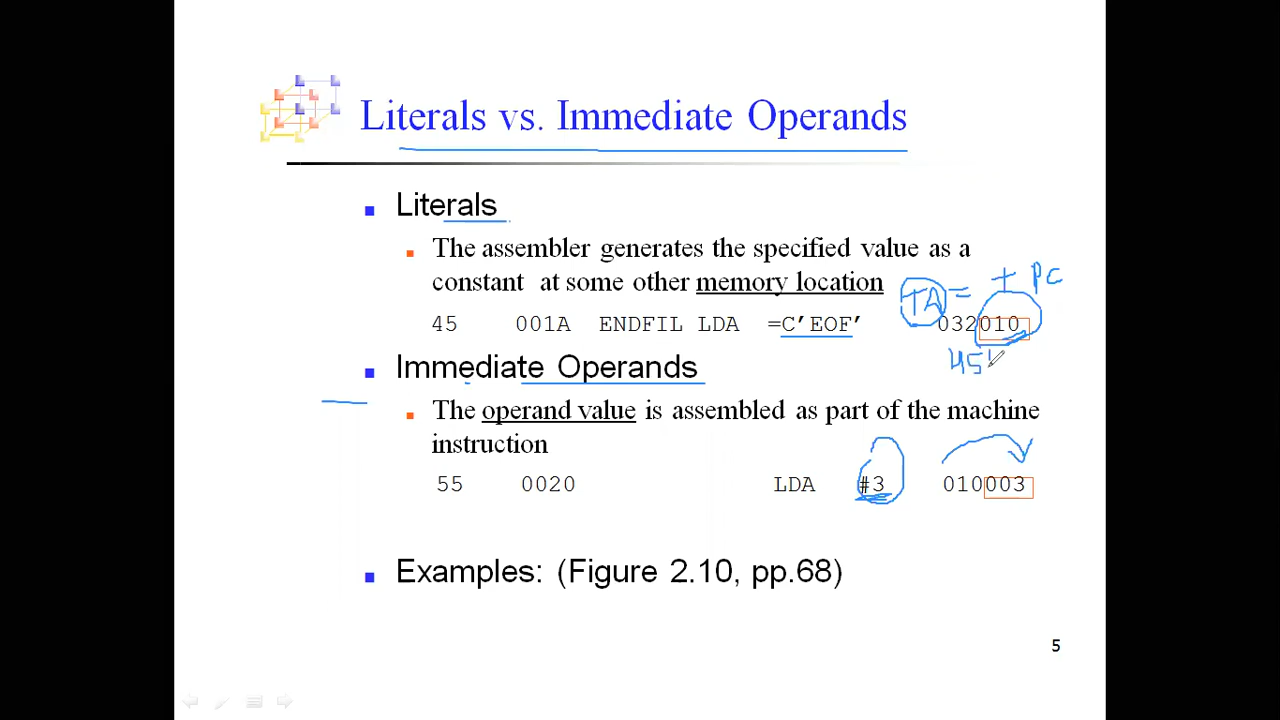 Literals vs. Immediate Operands
Literals
The assembler generates the specified value as a
constant at some other memory location
TA = + PC
45 001A ENDFIL LDA =C'EOF' 032010
Immediate Operands
The operand value is assembled as part of the machine
instruction
55 0020 LDA #3 010003
Examples: (Figure 2.10, pp.68)
5